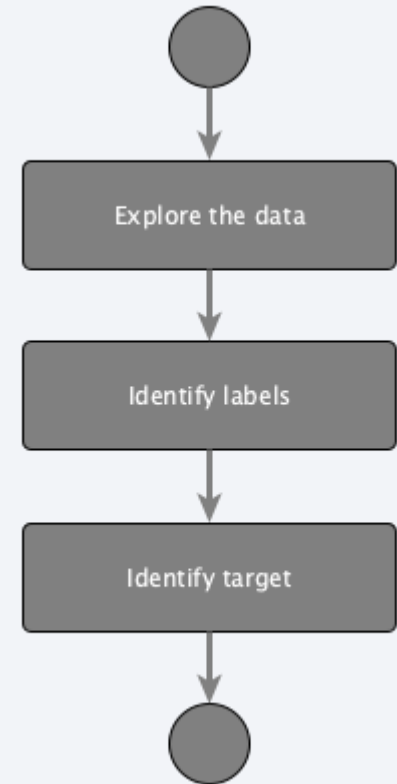 Explore the data
Identify labels
Identify target